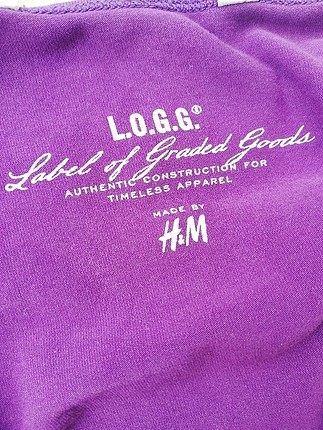 L.O.G.G.®
Label of Graded Goods
AUTHENTIC CONSTRUCTION FOR
TIMELESS APPAREL
MADE BY
H&M